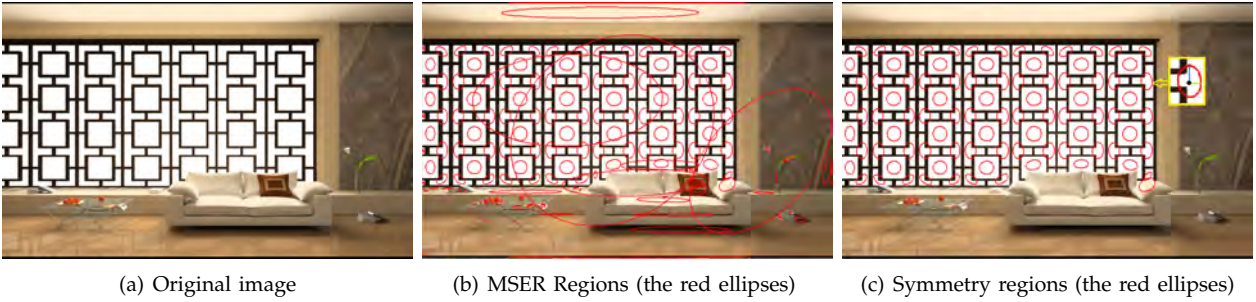 (a) Original image
(b) MSER Regions (the red ellipses)
(c) Symmetry regions (the red ellipses)